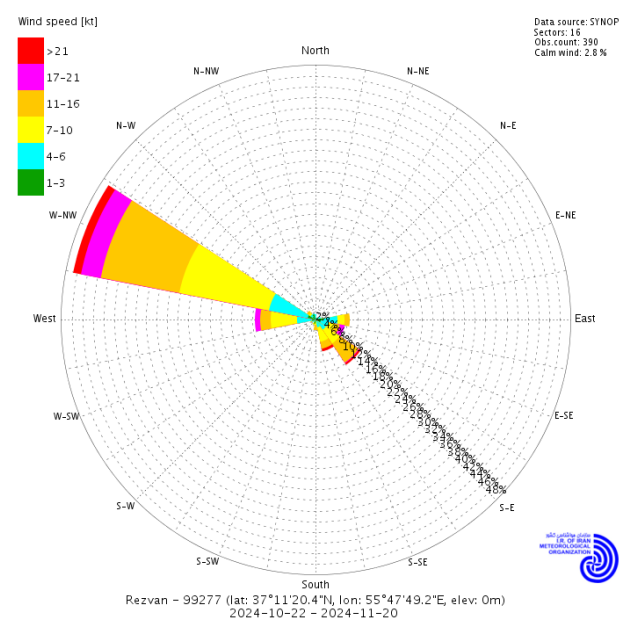 Wind speed [kt]
>21
17-21
11-16
7-10
4-6
1-3
Data source: SYNOP
Sectors: 16
Obs.count: 390
Calm wind: 2.8%
North
N-NW
N-NE
N-W
N-E
W-NW
E-NE
West
East
W-SW
E-SE
S-W
S-E
S-SW
S-SE
South
2%
4%
6%
8%
10%
12%
14%
16%
18%
20%
22%
24%
26%
28%
30%
32%
34%
36%
38%
40%
42%
44%
46%
48%
I.R. OF IRAN
METEOROLOGICAL
ORGANIZATION
Rezvan - 99277 (lat: 37°11'20.4"N, lon: 55°47'49.2"E, elev: 0m)
2024-10-22 - 2024-11-20